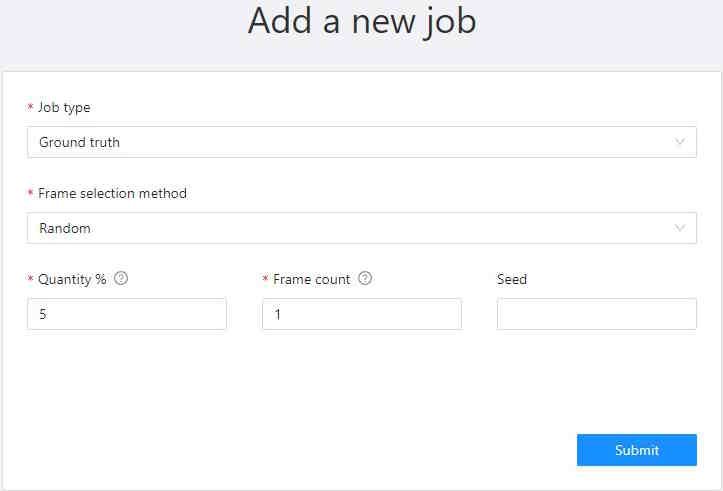 Add a new job
* Job type
Ground truth
* Frame selection method
Random
* Quantity % ?
* Frame count ?
Seed
5
1
Submit